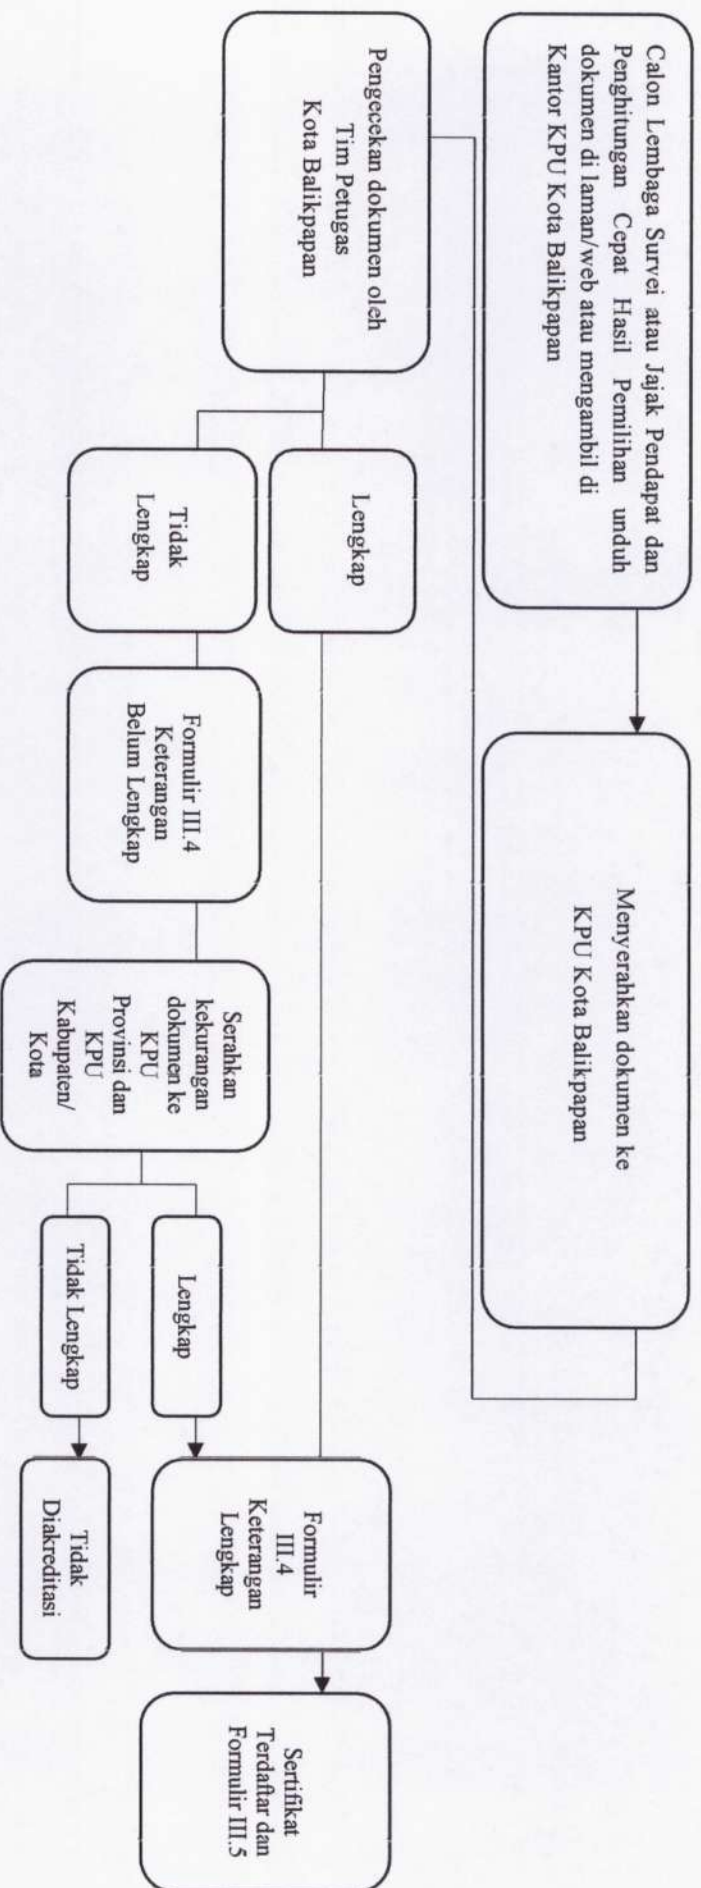 Calon Lembaga Survei atau Jajak Pendapat dan
Penghitungan Cepat Hasil Pemilihan unduh
dokumen di laman/web atau mengambil di
Kantor KPU Kota Balikpapan
Menyerahkan dokumen ke
KPU Kota Balikpapan
Pengecekan dokumen oleh
Tim Petugas
Kota Balikpapan
Lengkap
Tidak
Lengkap
Formulir III.4
Keterangan
Belum Lengkap
Serahkan
kekurangan
dokumen ke
KPU
Provinsi dan
KPU
Kabupaten/
Kota
Lengkap
Tidak Lengkap
Formulir
III.4
Keterangan
Lengkap
Tidak
Diakreditasi
Sertifikat
Terdaftar dan
Formulir III.5